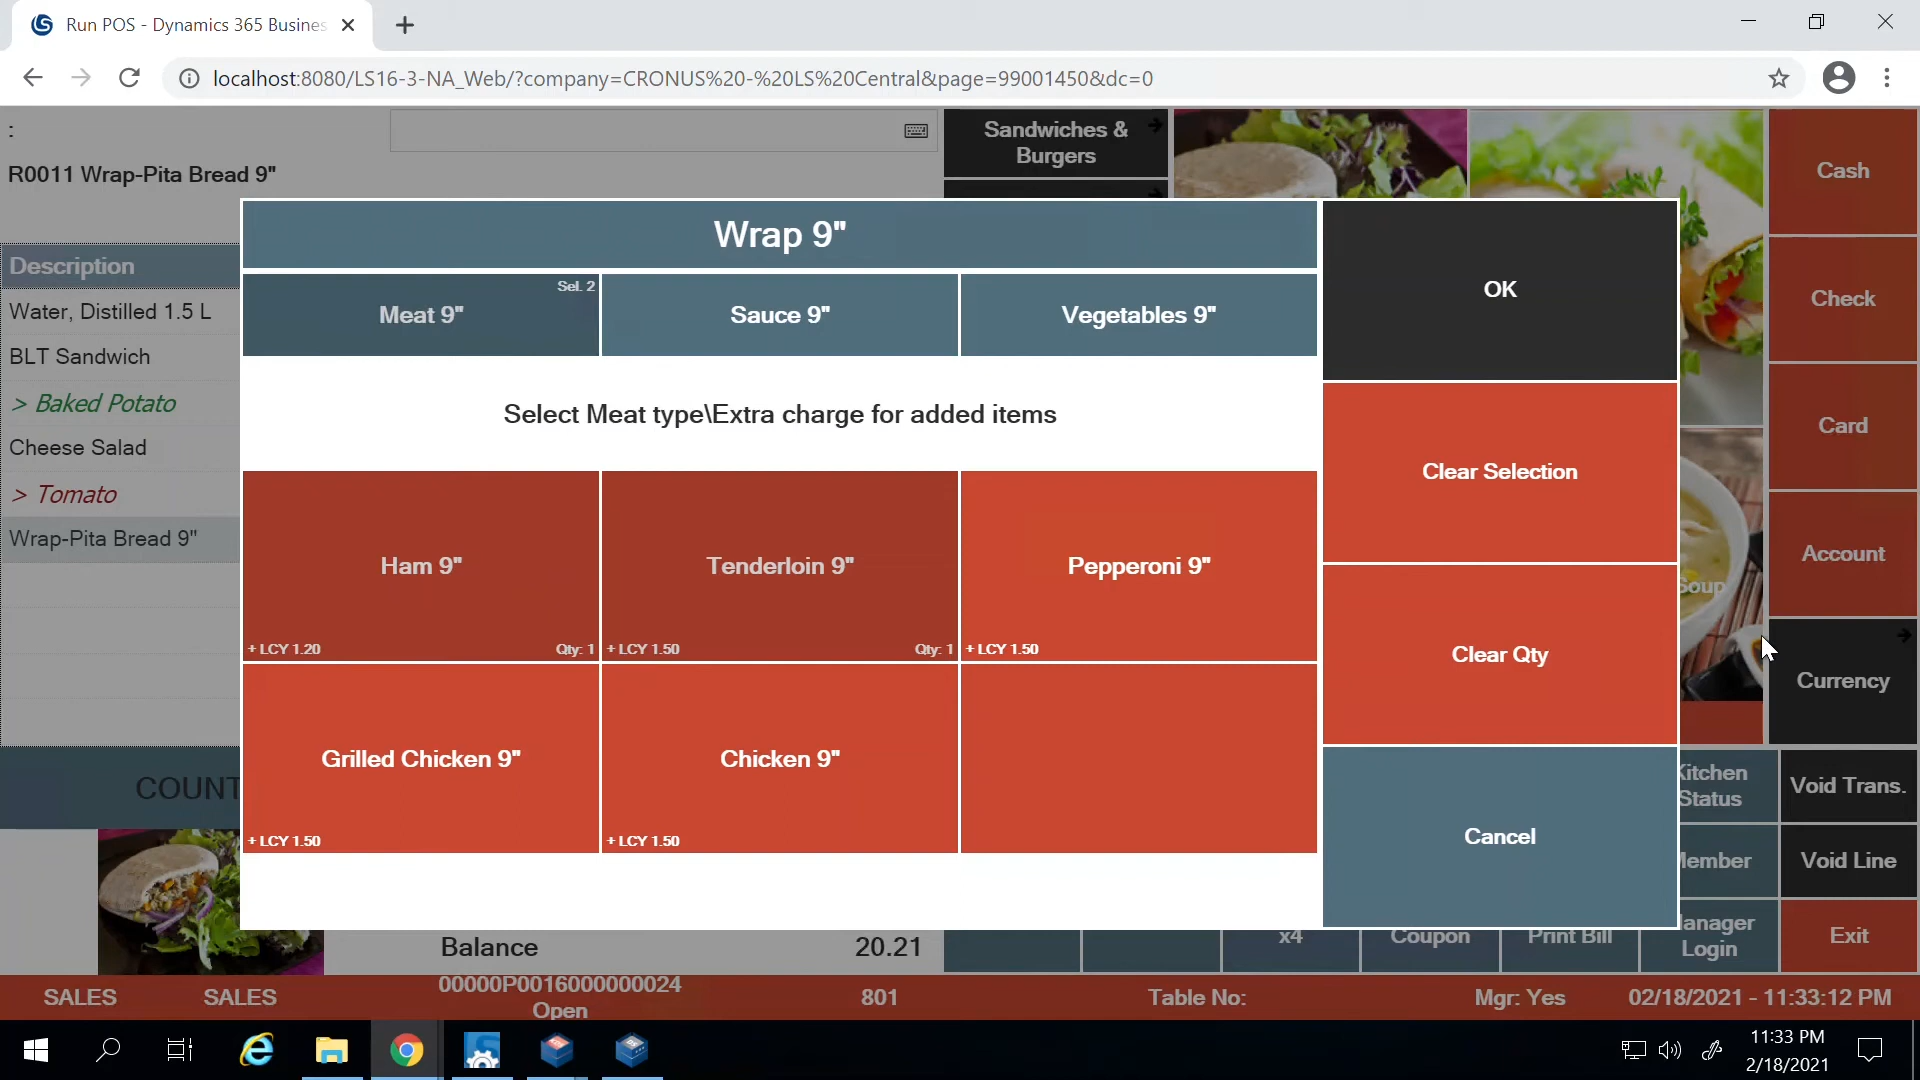 Run POS - Dynamics 365 Busines
localhost:8080/LS16-3-NA_Web/?company=CRONUS%20-%20LS%20Central&page=99001450&dc=0
:
R0011 Wrap-Pita Bread 9"
Sandwiches &
Burgers
Cash
Check
Card
Account
Currency
Description
Water, Distilled 1.5 L
BLT Sandwich
> Baked Potato
Cheese Salad
> Tomato
Wrap-Pita Bread 9"
COUNT
Wrap 9"
Meat 9"
Sel. 2
Sauce 9"
Vegetables 9"
Select Meat type\Extra charge for added items
Ham 9"
+ LCY 1.20
Qty: 1
Tenderloin 9"
+ LCY 1.50
Qty: 1
Pepperoni 9"
+ LCY 1.50
Grilled Chicken 9"
+ LCY 1.50
Chicken 9"
+ LCY 1.50
OK
Clear Selection
Clear Qty
Cancel
Soup
Kitchen
Status
Void Trans.
Member
Void Line
Balance
20.21
x4
Coupon
Print Bill
Manager
Login
Exit
SALES
SALES
00000P0016000000024
Open
801
Table No:
Mgr: Yes
02/18/2021 - 11:33:12 PM
11:33 PM
2/18/2021